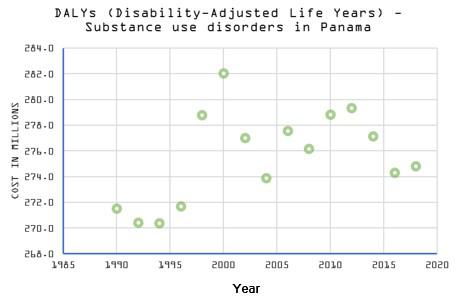 DALYs (Disability-Adjusted Life Years) -
Substance use disorders in Panama
284.0
282.0
280.0
278.0
276.0
274.0
272.0
270.0
268.0
COST IN MILLIONS
1985 1990 1995 2000 2005 2010 2015 2020
Year